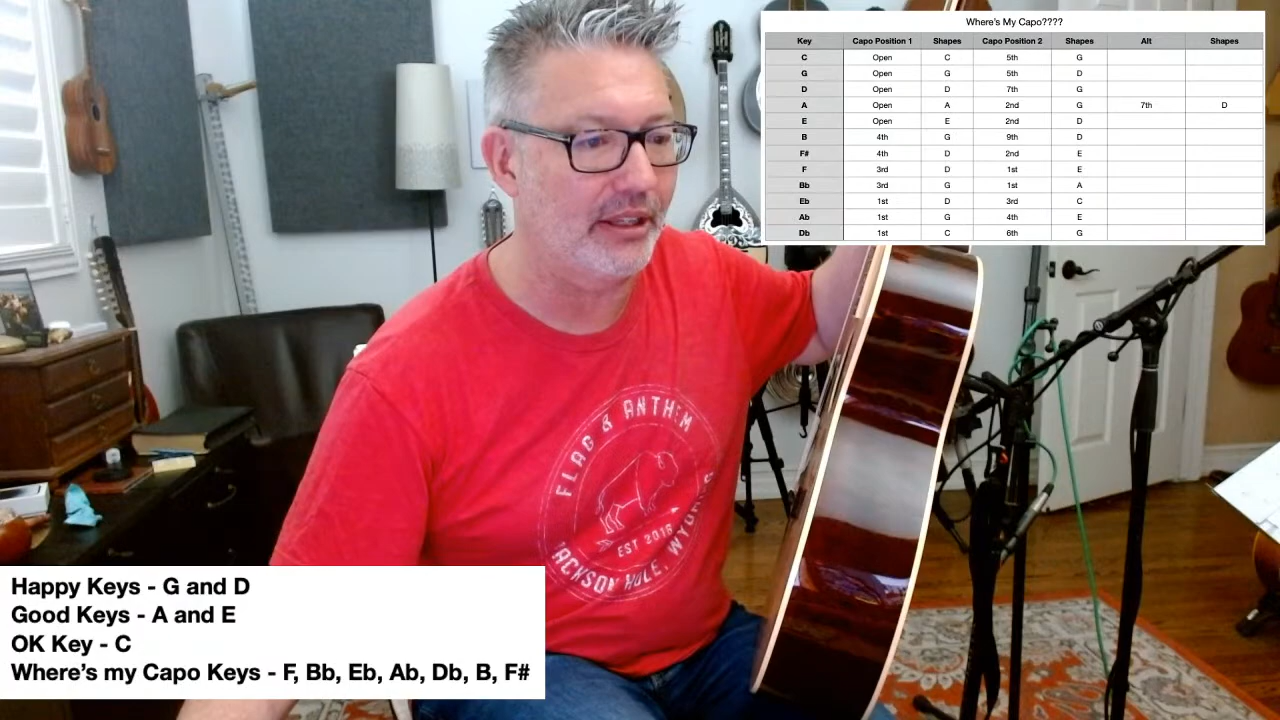 Where's My Capo????
Key Capo Position 1 Shapes Capo Position 2 Shapes Alt Shapes
C Open C 5th G
G Open G 5th D
D Open D 7th G
A Open A 2nd G 7th D
E Open E 2nd D
B 4th G 9th D
F# 4th D 2nd E
F 3rd D 1st E
Bb 3rd G 1st A
Eb 1st D 3rd C
Ab 1st G 4th E
Db 1st C 6th G
FLAG & ANTHEM
EST 2016
JACKSON HOLE, WYOMING
Happy Keys - G and D
Good Keys - A and E
OK Key - C
Where's my Capo Keys - F, Bb, Eb, Ab, Db, B, F#